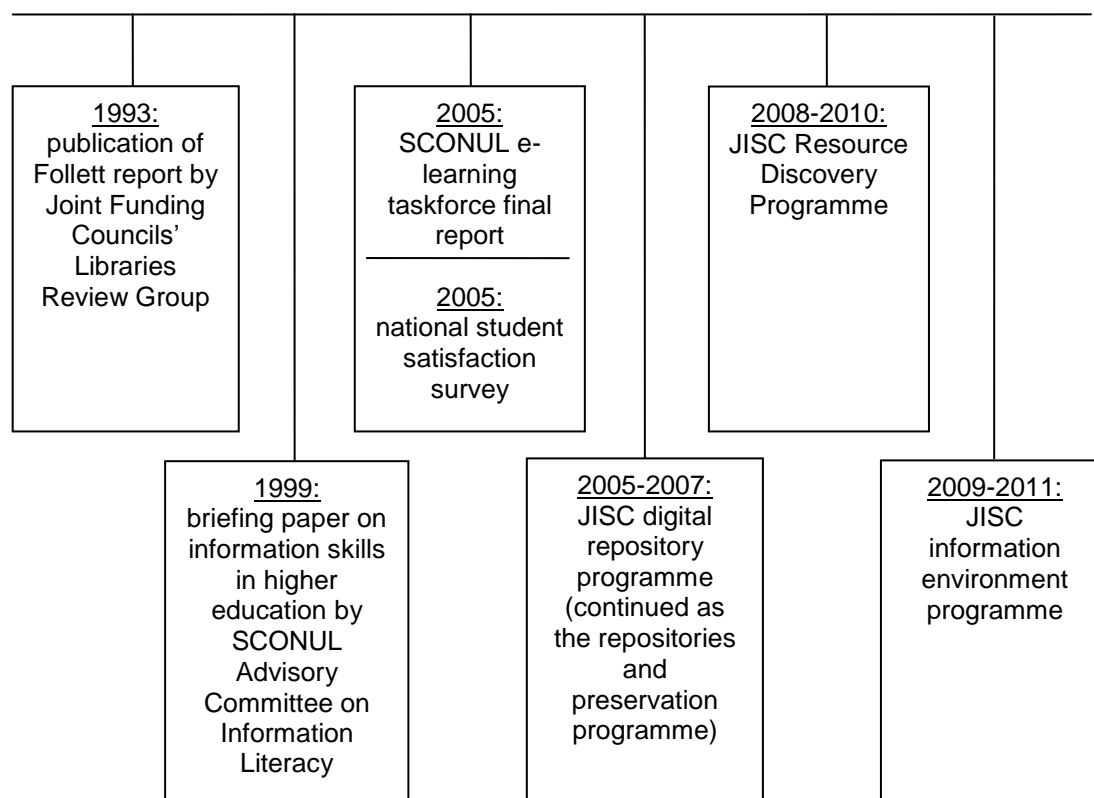 1993:
publication of
Follett report by
Joint Funding
Councils’
Libraries
Review Group
1999:
briefing paper on
information skills
in higher
education by
SCONUL
Advisory
Committee on
Information
Literacy
2005:
SCONUL e-
learning
taskforce final
report
2005:
national student
satisfaction
survey
2005-2007:
JISC digital
repository
programme
(continued as
the repositories
and
preservation
programme)
2008-2010:
JISC Resource
Discovery
Programme
2009-2011:
JISC
information
environment
programme